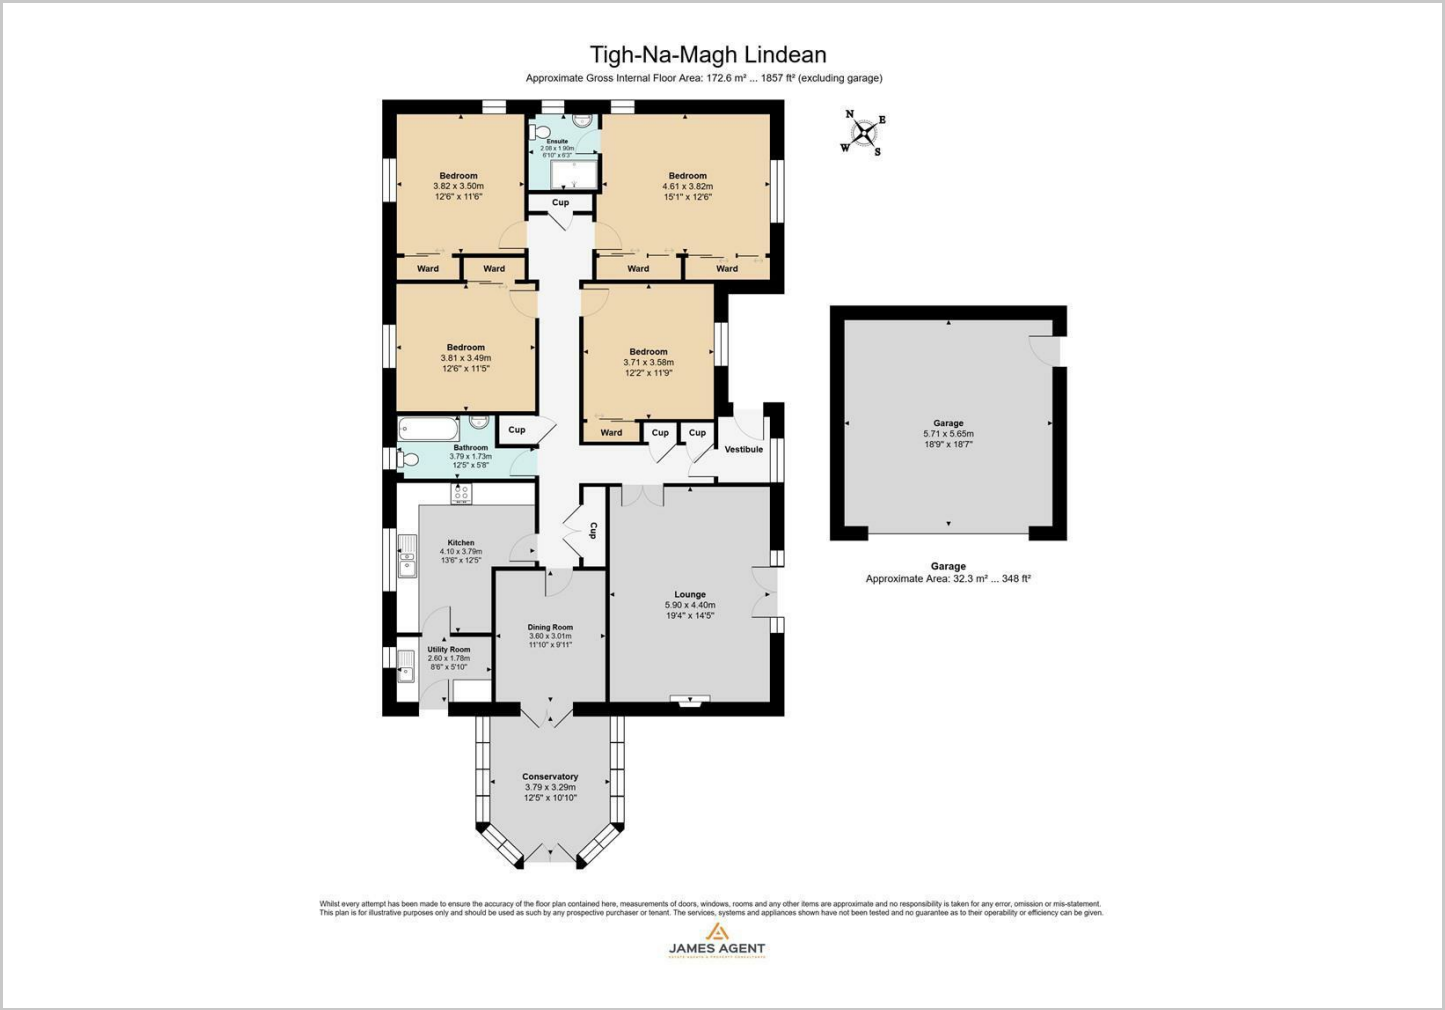 Tigh-Na-Magh Lindean
Approximate Gross Internal Floor Area: 172.6 m² ... 1857 ft² (excluding garage)
N
E
W
S
Bedroom
3.82 x 3.50m
12'6" x 11'6"
Ensuite
2.08 x 1.90m
6'10" x 6'3"
Bedroom
4.61 x 3.82m
15'1" x 12'6"
Cup
Ward
Ward
Ward
Ward
Bedroom
3.81 x 3.49m
12'6" x 11'5"
Bedroom
3.71 x 3.58m
12'2" x 11'9"
Cup
Ward
Cup
Cup
Vestibule
Bathroom
3.79 x 1.73m
12'5" x 5'8"
Garage
5.71 x 5.65m
18'9" x 18'7"
Kitchen
4.10 x 3.79m
13'6" x 12'5"
Cup
Garage
Approximate Area: 32.3 m² ... 348 ft²
Lounge
5.90 x 4.40m
19'4" x 14'5"
Dining Room
3.60 x 3.01m
11'10" x 9'11"
Utility Room
2.60 x 1.78m
8'6" x 5'10"
Conservatory
3.79 x 3.29m
12'5" x 10'10"
Whilst every attempt has been made to ensure the accuracy of the floor plan contained here, measurements of doors, windows, rooms and any other items are approximate and no responsibility is taken for any error, omission or mis-statement.
This plan is for illustrative purposes only and should be used as such by any prospective purchaser or tenant. The services, systems and appliances shown have not been tested and no guarantee as to their operability or efficiency can be given.
JAMES AGENT
ESTATE AGENTS & PROPERTY CONSULTANTS